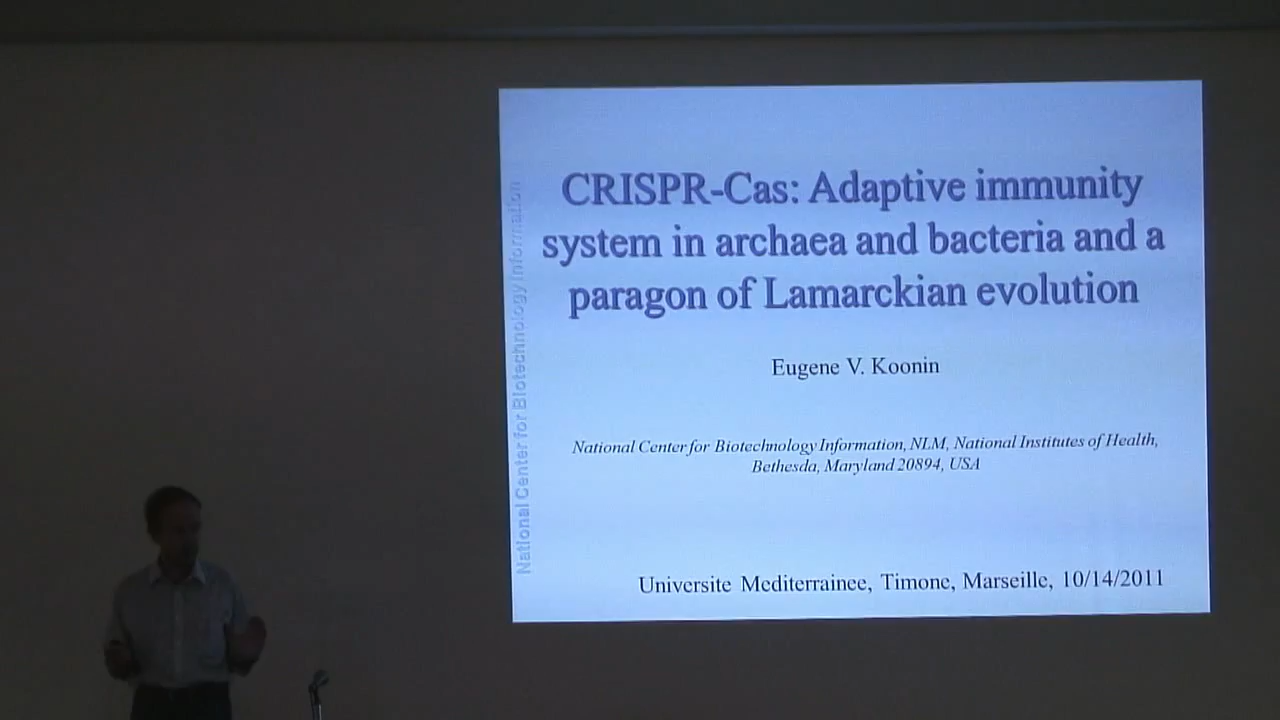 CRISPR-Cas: Adaptive immunity
system in archaea and bacteria and a
paragon of Lamarckian evolution
Eugene V. Koonin
National Center for Biotechnology Information, NLM, National Institutes of Health,
Bethesda, Maryland 20894, USA
Universite Mediterrainee, Timone, Marseille, 10/14/2011
National Center for Biotechnology Information